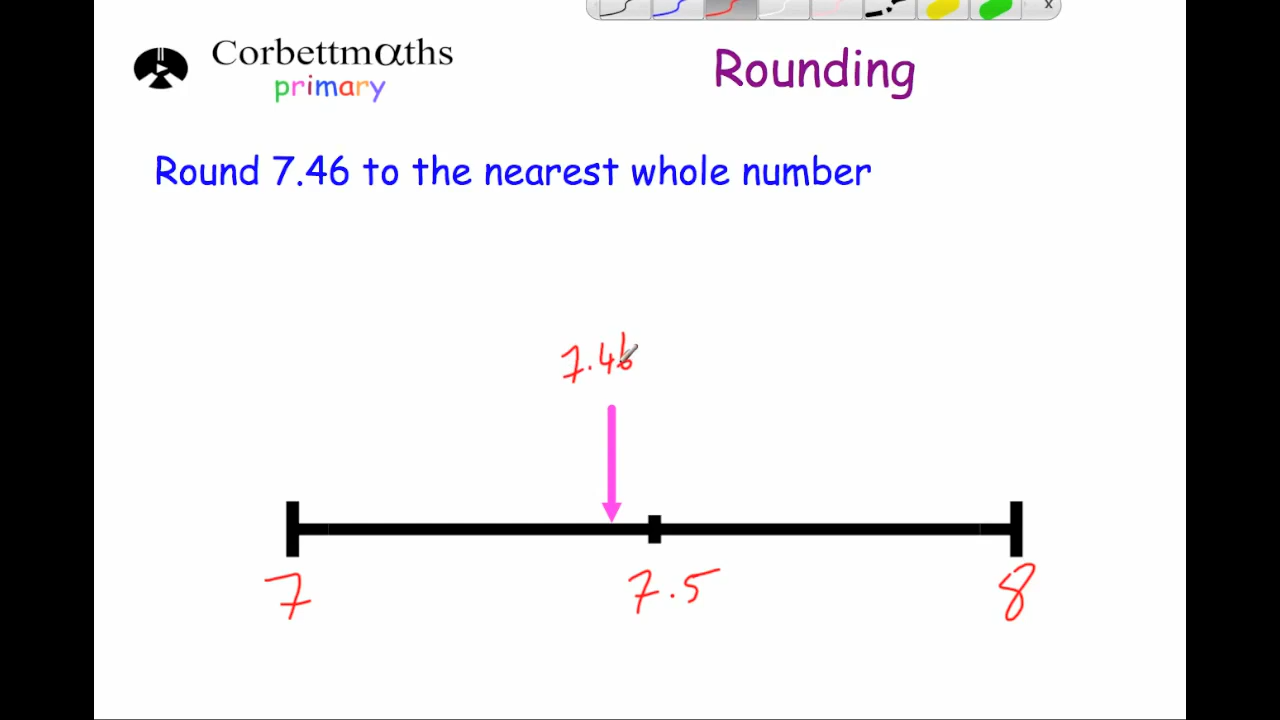 Corbettmαths
primary
Rounding
Round 7.46 to the nearest whole number
7.46
7
7.5
8